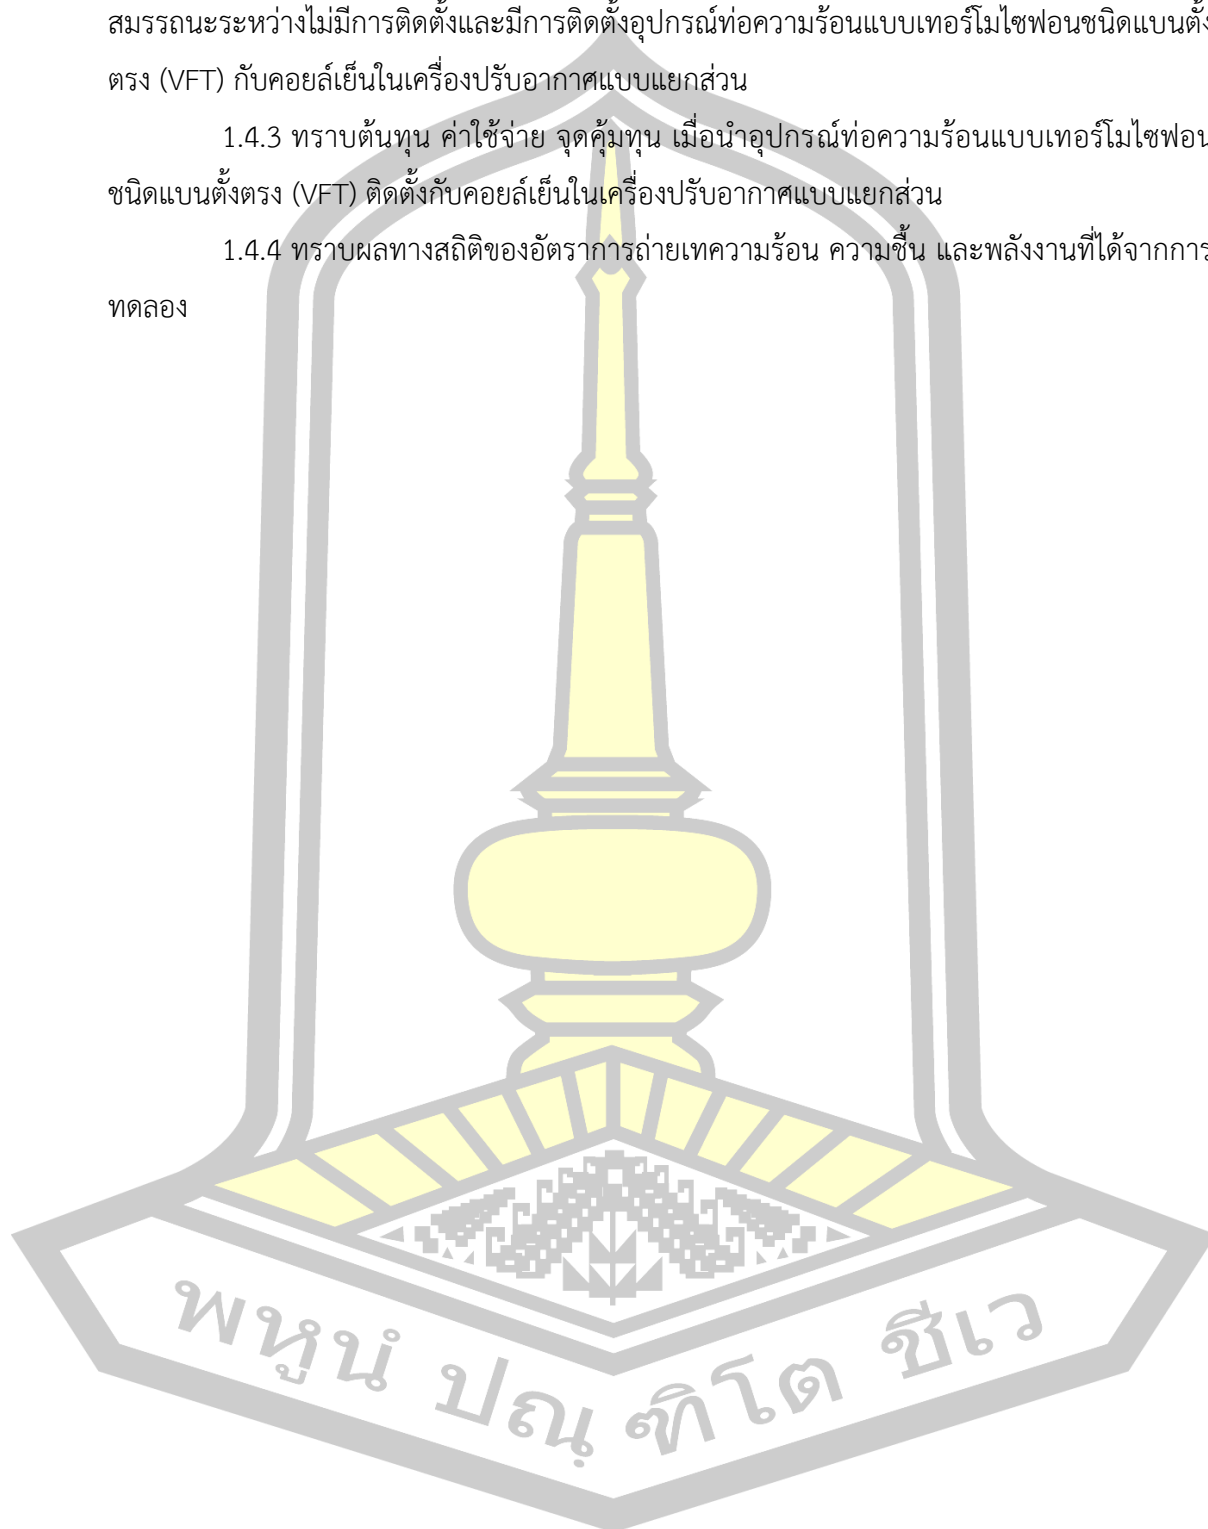 สมรรถนะระหว่างไม่มีการติดตั้งและมีการติดตั้งอุปกรณ์ท่อความร้อนแบบเทอร์โมไซฟอนชนิดแบนตั้ง
ตรง (VFT) กับคอยล์เย็นในเครื่องปรับอากาศแบบแยกส่วน
1.4.3 ทราบต้นทุน ค่าใช้จ่าย จุดคุ้มทุน เมื่อนำอุปกรณ์ท่อความร้อนแบบเทอร์โมไซฟอน
ชนิดแบนตั้งตรง (VFT) ติดตั้งกับคอยล์เย็นในเครื่องปรับอากาศแบบแยกส่วน
1.4.4 ทราบผลทางสถิติของอัตราการถ่ายเทความร้อน ความชื้น และพลังงานที่ได้จากการ
ทดลอง
พหูนํ ปณฺฑิโต ชีเว